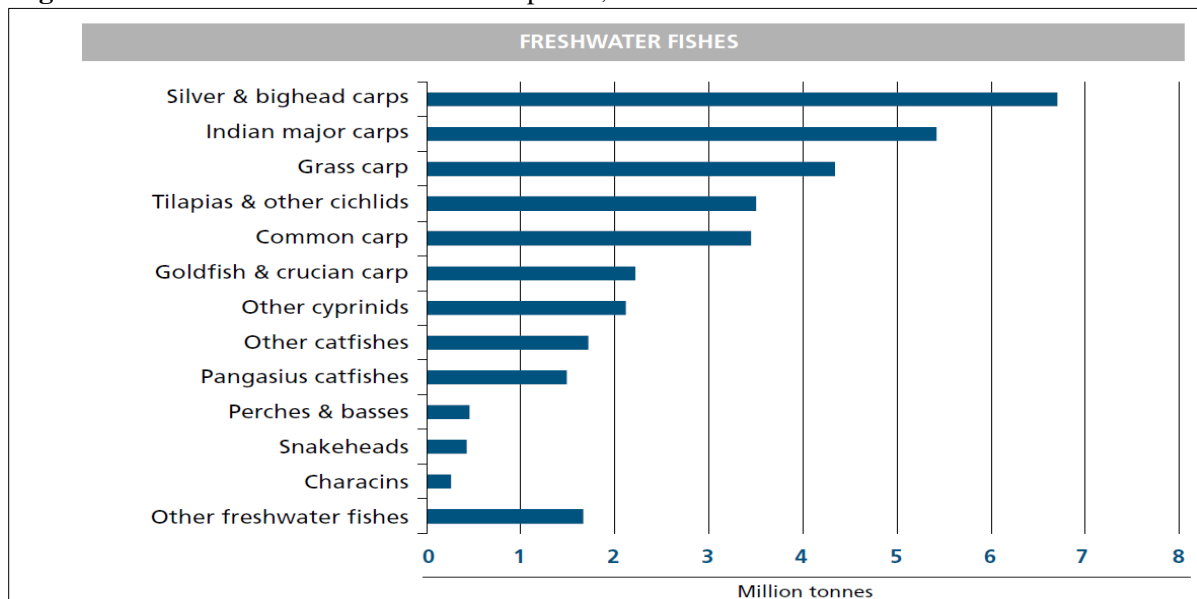 FRESHWATER FISHES
Silver & bighead carps
Indian major carps
Grass carp
Tilapias & other cichlids
Common carp
Goldfish & crucian carp
Other cyprinids
Other catfishes
Pangasius catfishes
Perches & basses
Snakeheads
Characins
Other freshwater fishes
0 1 2 3 4 5 6 7 8
Million tonnes